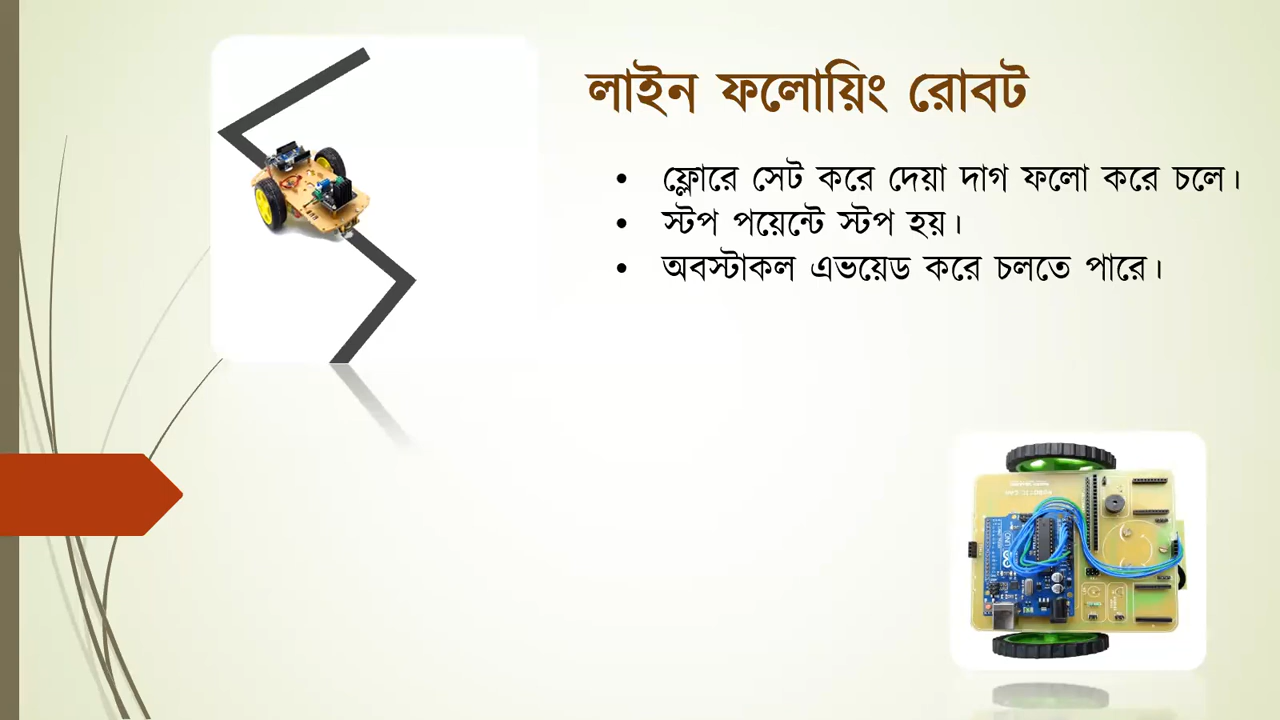 লাইন ফলোয়িং রোবট
• ফ্লোরে সেট করে দেয়া দাগ ফলো করে চলে।
• স্টপ পয়েন্টে স্টপ হয়।
• অবস্টাকল এভয়েড করে চলতে পারে।